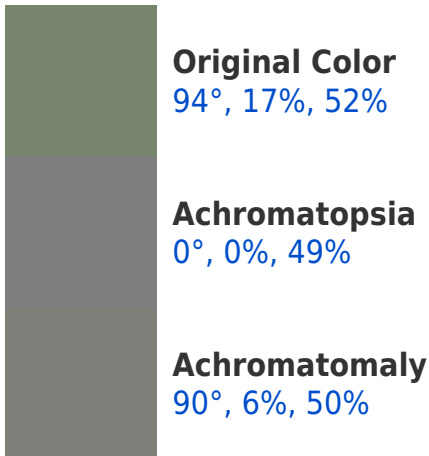 Original Color
94°, 17%, 52%
Achromatopsia
0°, 0%, 49%
Achromatomaly
90°, 6%, 50%